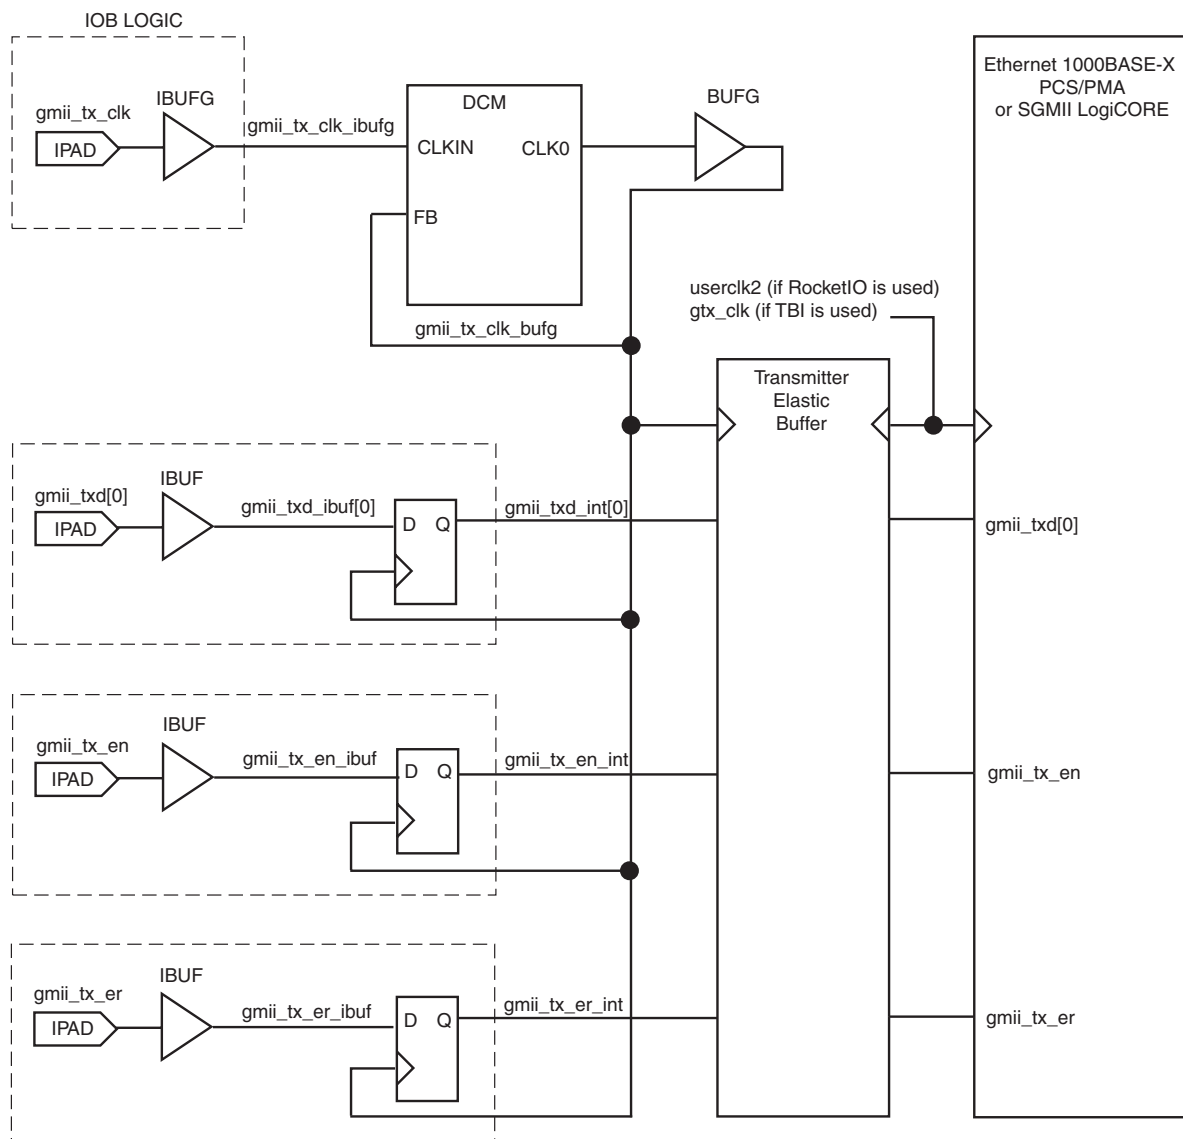 IOB LOGIC
gmii_tx_clk
IPAD
IBUFG
gmii_tx_clk_ibufg
DCM
CLKIN
CLK0
FB
BUFG
Ethernet 1000BASE-X
PCS/PMA
or SGMII LogiCORE
gmii_tx_clk_bufg
userclk2 (if RocketIO is used)
gtx_clk (if TBI is used)
Transmitter
Elastic
Buffer
gmii_txd[0]
IPAD
IBUF
gmii_txd_ibuf[0]
D
Q
gmii_txd_int[0]
gmii_txd[0]
gmii_tx_en
IPAD
IBUF
gmii_tx_en_ibuf
D
Q
gmii_tx_en_int
gmii_tx_en
gmii_tx_er
IPAD
IBUF
gmii_tx_er_ibuf
D
Q
gmii_tx_er_int
gmii_tx_er